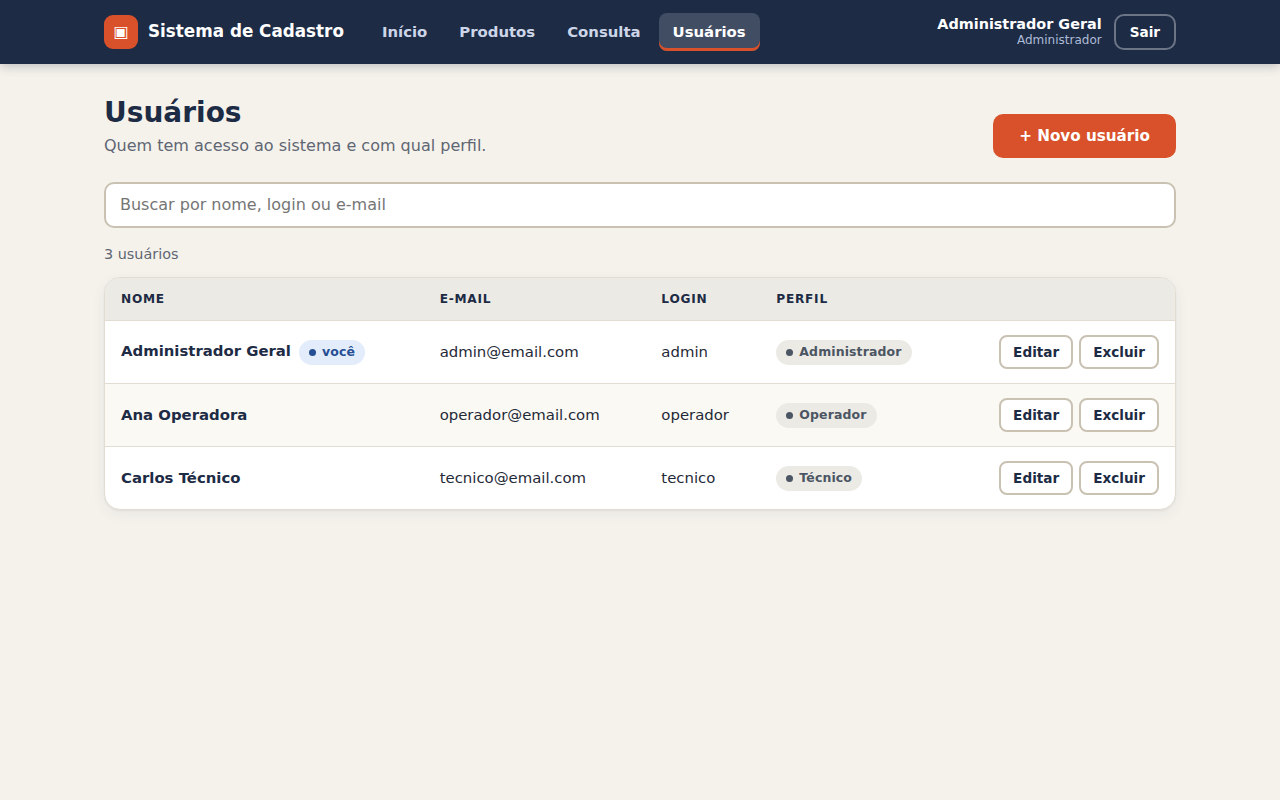 Sistema de Cadastro Início Produtos Consulta Usuários Administrador Geral Sair
Administrador
Usuários
Quem tem acesso ao sistema e com qual perfil.
+ Novo usuário
Buscar por nome, login ou e-mail
3 usuários
NOME E-MAIL LOGIN PERFIL
Administrador Geral você admin@email.com admin Administrador Editar Excluir
Ana Operadora operador@email.com operador Operador Editar Excluir
Carlos Técnico tecnico@email.com tecnico Técnico Editar Excluir